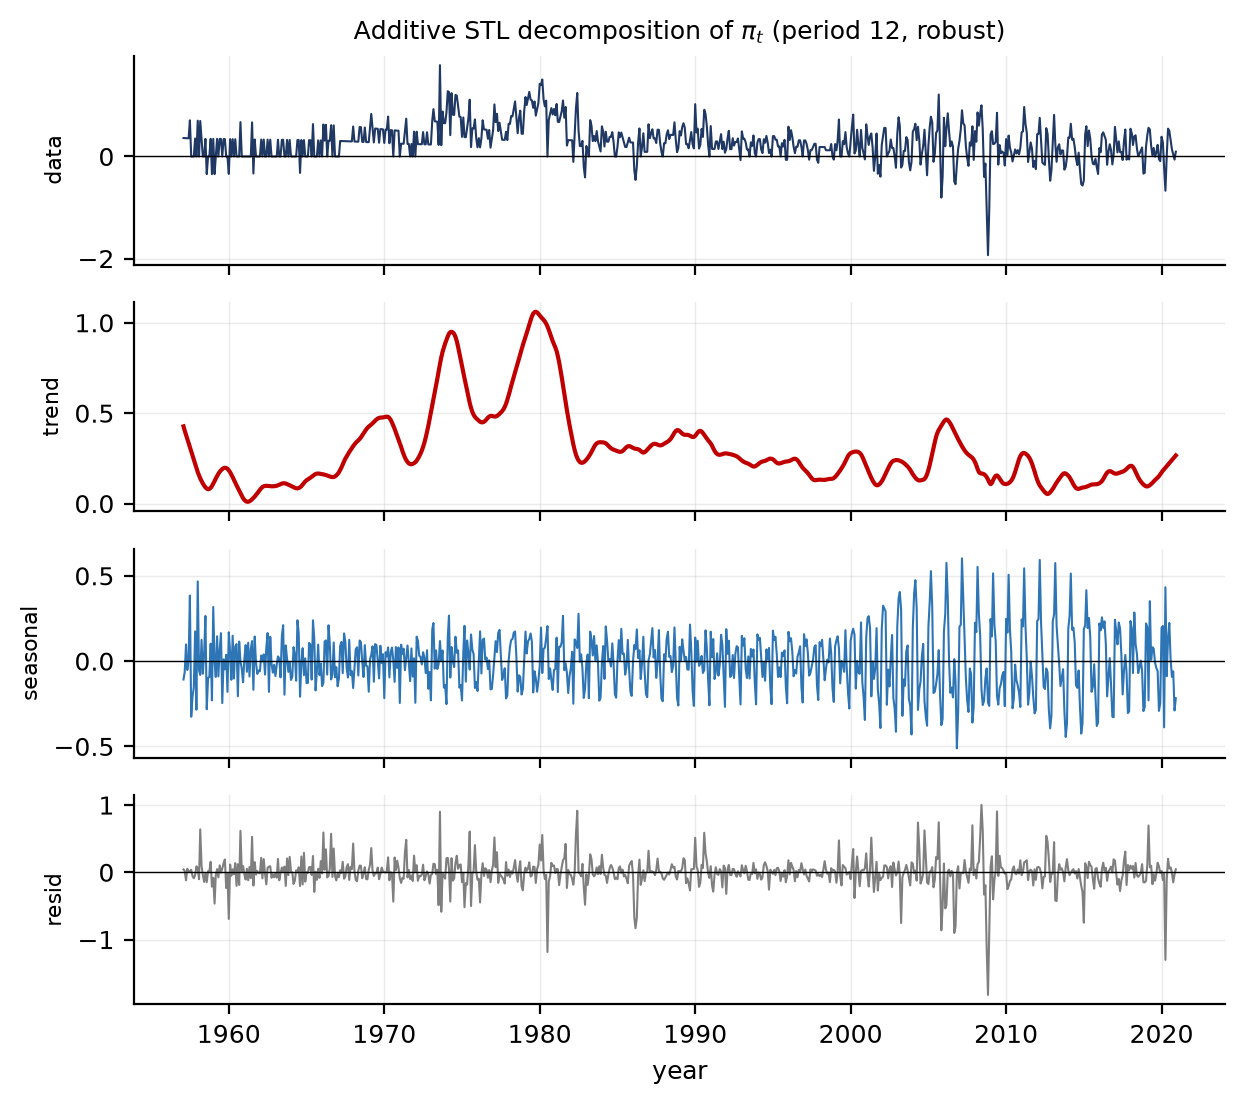 Additive STL decomposition of πt (period 12, robust)
data
0
−2
trend
1.0
0.5
0.0
seasonal
0.5
0.0
−0.5
resid
1
0
−1
1960 1970 1980 1990 2000 2010 2020
year